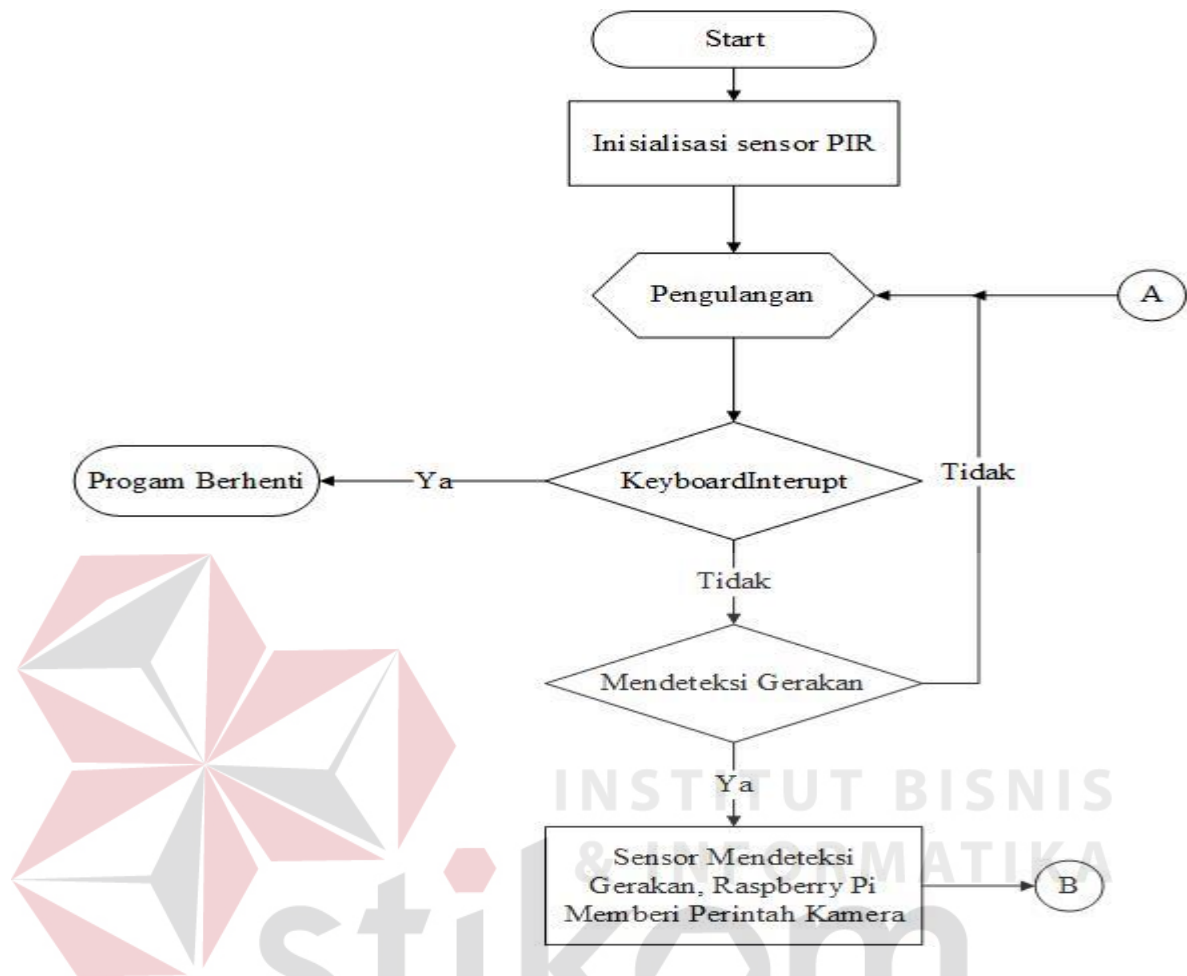 Start
Inisialisasi sensor PIR
Pengulangan
A
KeyboardInterupt
Ya
Progam Berhenti
Tidak
Tidak
Mendeteksi Gerakan
Ya
INSTITUT BISNIS
& INFORMATIKA
Sensor Mendeteksi
Gerakan, Raspberry Pi
Memberi Perintah Kamera
B
stikom